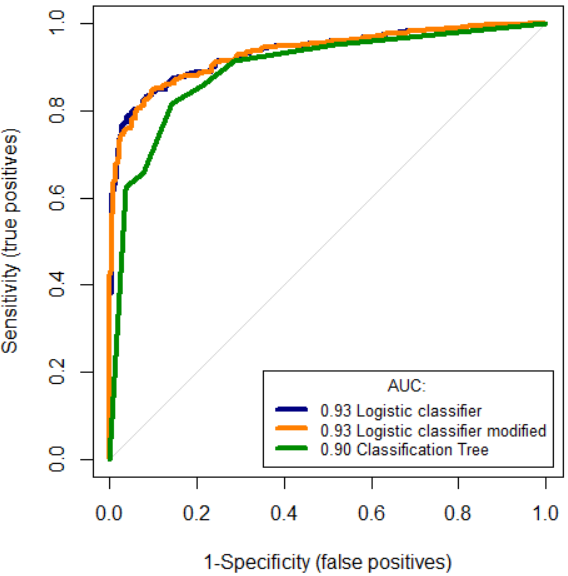 Sensitivity (true positives)
1.0
0.8
0.6
0.4
0.2
0.0
AUC:
0.93 Logistic classifier
0.93 Logistic classifier modified
0.90 Classification Tree
0.0 0.2 0.4 0.6 0.8 1.0
1-Specificity (false positives)